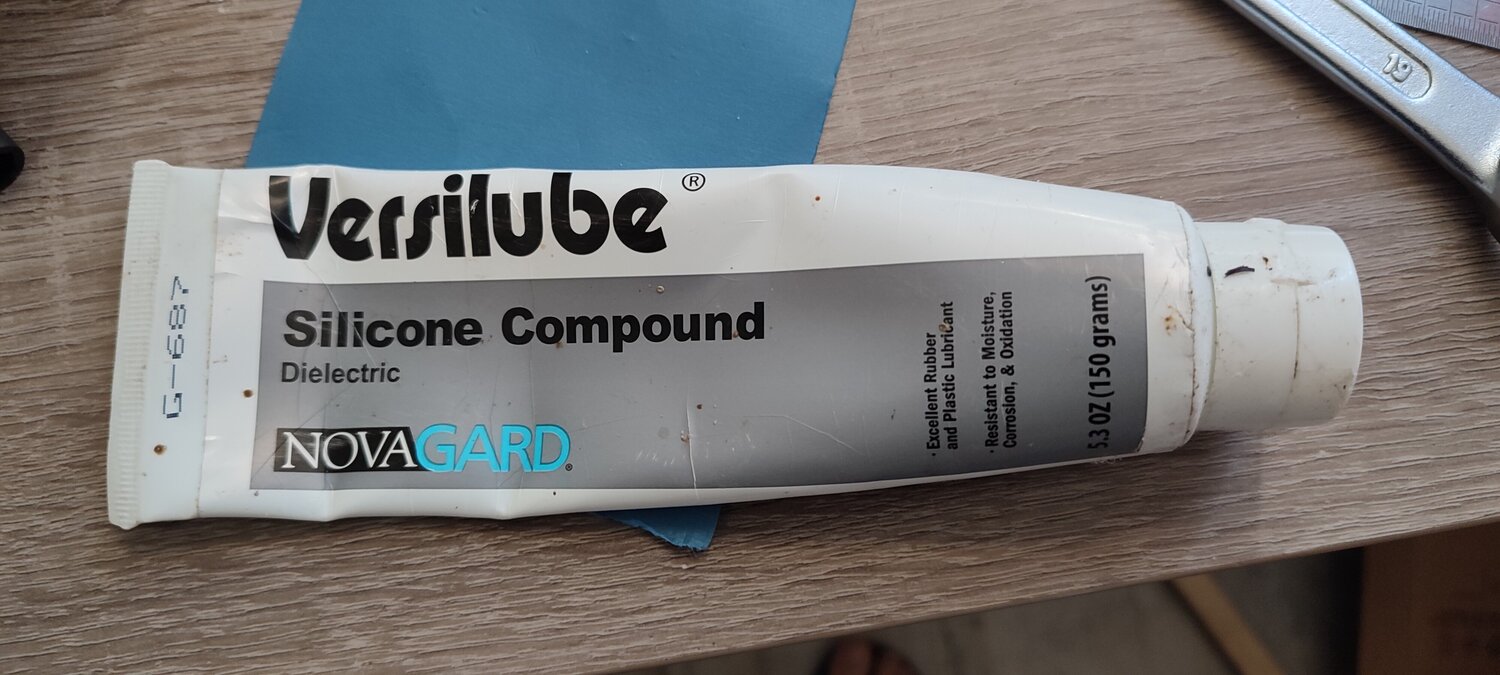 Versilube®
Silicone Compound
Dielectric
NOVAGARD®
G-687
· Excellent Rubber
and Plastic Lubricant
· Resistant to Moisture,
Corrosion, & Oxidation
5.3 OZ (150 grams)
19